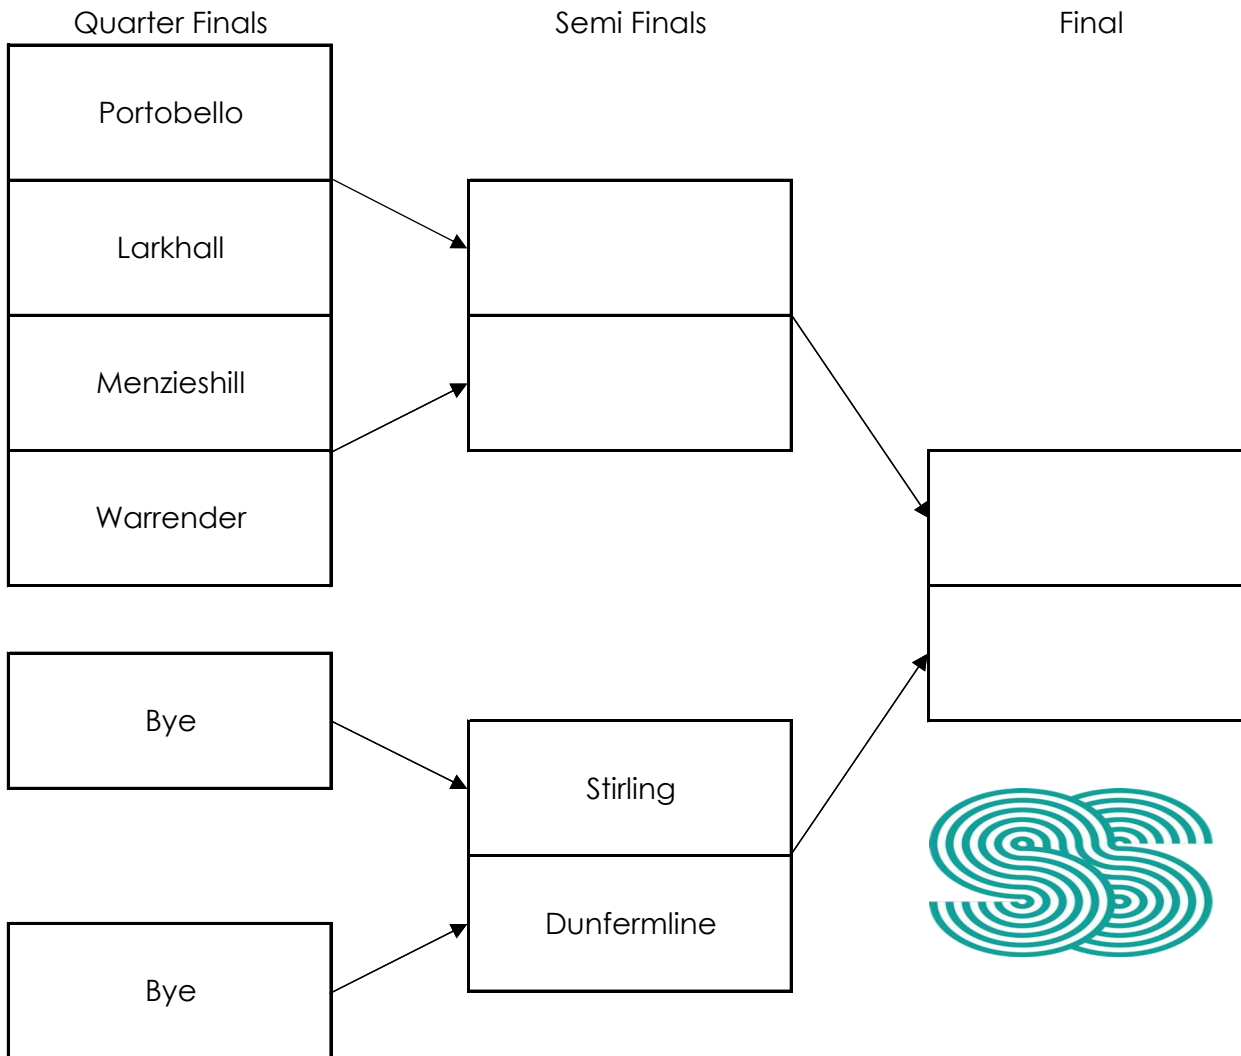 Quarter Finals
Semi Finals
Final
Portobello
Larkhall
Menzieshill
Warrender
Bye
Stirling
Dunfermline
Bye